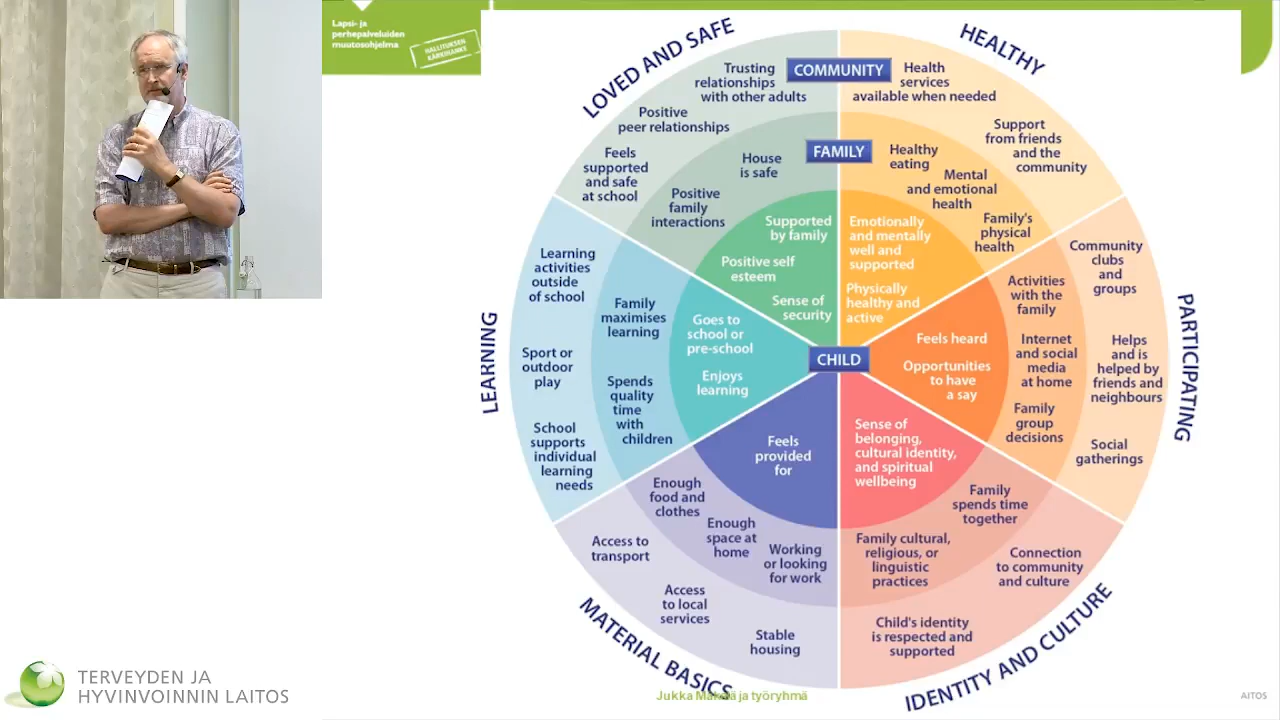 Lapsi- ja
perhepalveluiden
muutosohjelma
HALLITUKSEN
KÄRKIHANKE
LOVED AND SAFE
HEALTHY
PARTICIPATING
IDENTITY AND CULTURE
MATERIAL BASICS
LEARNING
COMMUNITY
FAMILY
CHILD
Trusting
relationships
with other adults
Positive
peer relationships
Feels
supported
and safe
at school
House
is safe
Positive
family
interactions
Supported
by family
Positive self
esteem
Sense of
security
Health
services
available when needed
Support
from friends
and the
community
Healthy
eating
Mental
and emotional
health
Family's
physical
health
Emotionally
and mentally
well and
supported
Physically
healthy and
active
Community
clubs
and
groups
Helps
and is
helped by
friends and
neighbours
Social
gatherings
Activities
with the
family
Internet
and social
media
at home
Family
group
decisions
Feels heard
Opportunities
to have
a say
Sense of
belonging,
cultural identity,
and spiritual
wellbeing
Family
spends time
together
Family cultural,
religious, or
linguistic
practices
Connection
to community
and culture
Child's identity
is respected and
supported
Feels
provided
for
Enough
food and
clothes
Enough
space at
home
Working
or looking
for work
Access to
transport
Access
to local
services
Stable
housing
Learning
activities
outside
of school
Sport or
outdoor
play
School
supports
individual
learning
needs
Family
maximises
learning
Spends
quality
time
with
children
Goes to
school or
pre-school
Enjoys
learning
Jukka Mäkelä ja työryhmä
AITOS
TERVEYDEN JA
HYVINVOINNIN LAITOS